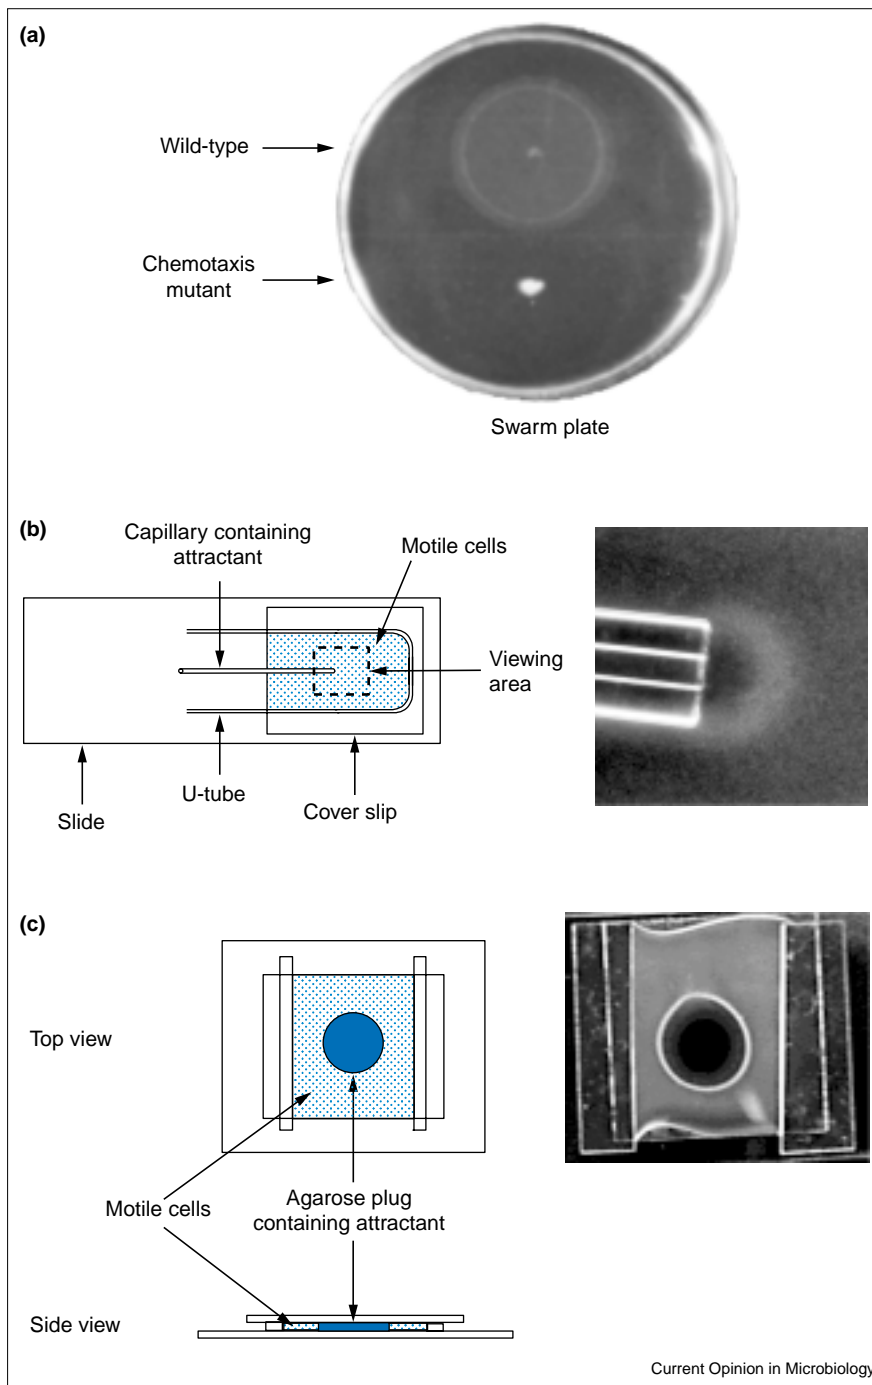 (a)
Wild-type
Chemotaxis
mutant
Swarm plate
(b)
Capillary containing
attractant
Motile cells
Viewing
area
U-tube
Cover slip
Slide
(c)
Top view
Motile cells
Agarose plug
containing attractant
Side view
Current Opinion in Microbiology